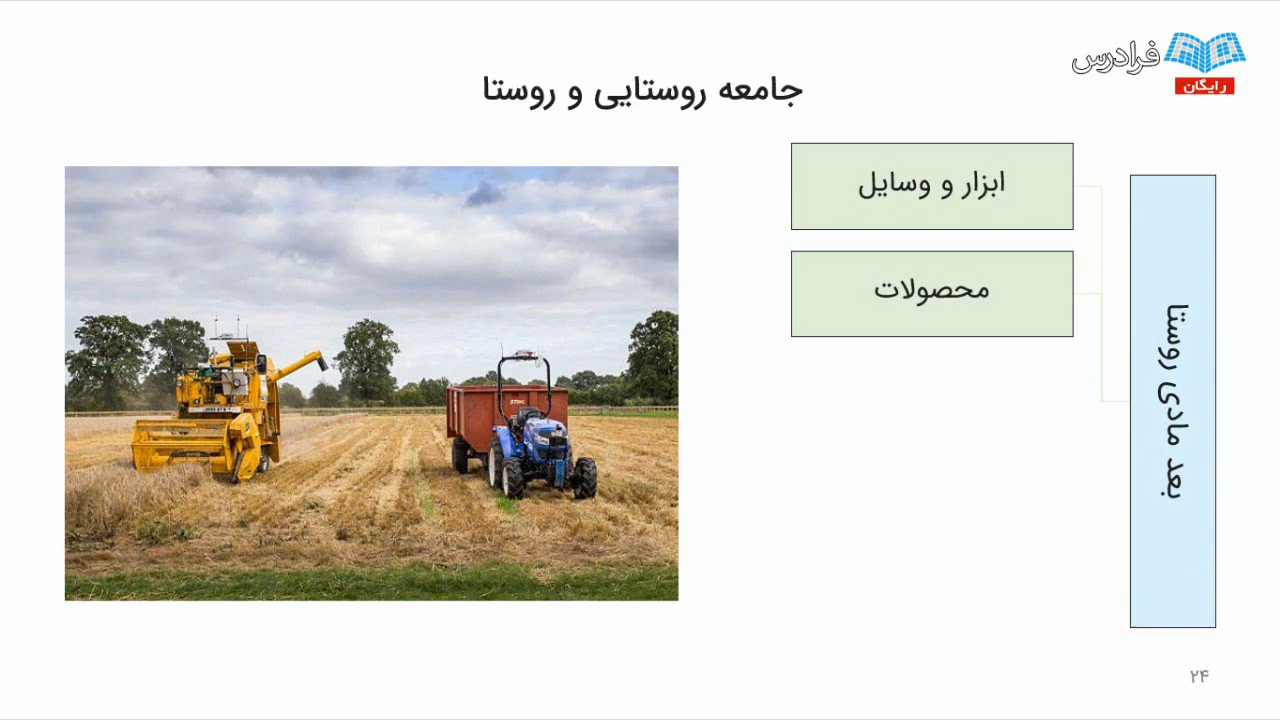 فرادرس
رایگان
جامعه روستایی و روستا
بعد مادی روستا
ابزار و وسایل
محصولات
۲۴